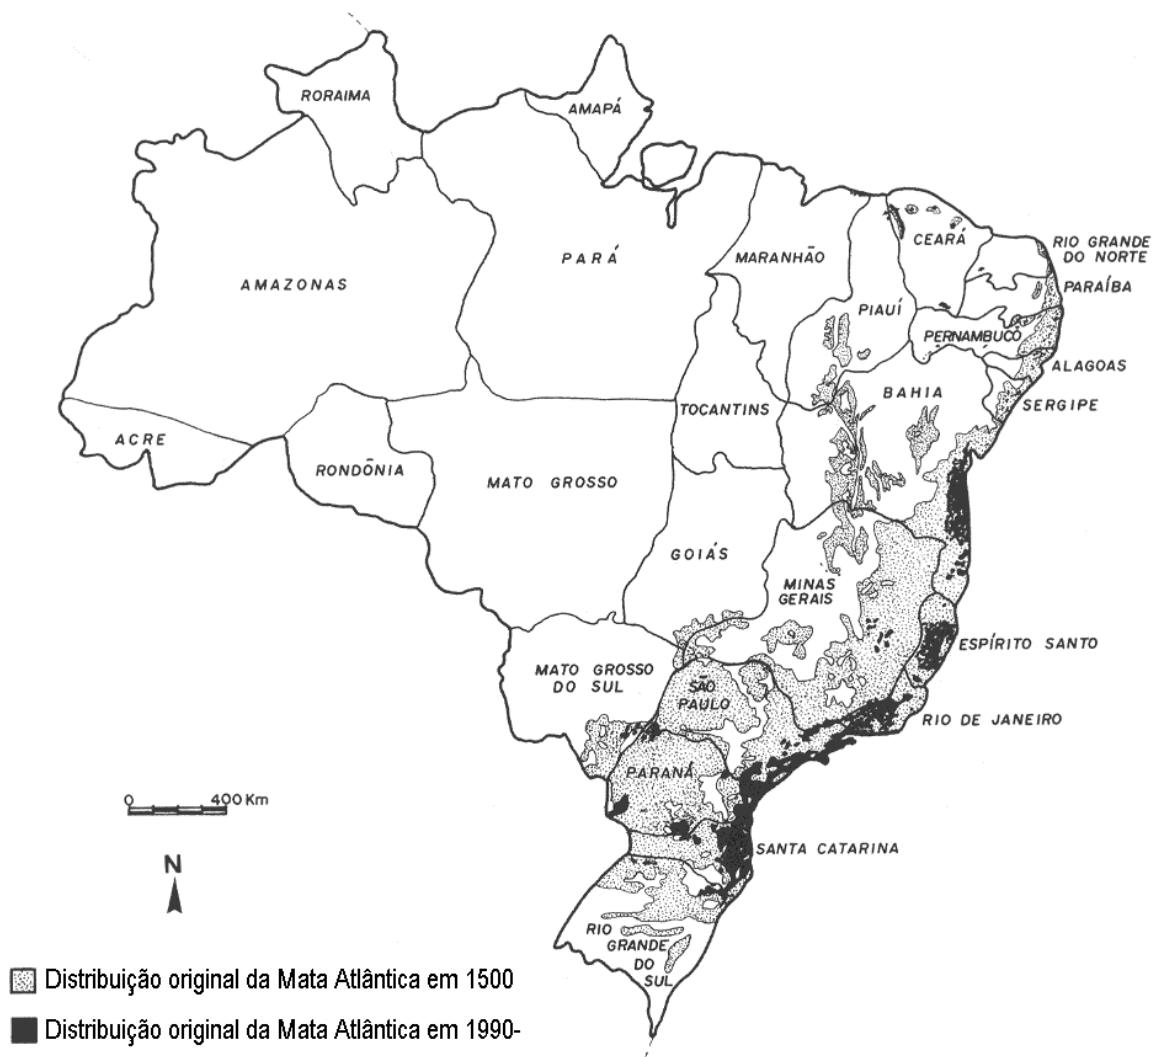 RORAIMA
AMAPÁ
AMAZONAS
PARÁ
MARANHÃO
CEARÁ
RIO GRANDE
DO NORTE
PARAÍBA
PIAUÍ
PERNAMBUCO
ALAGOAS
SERGIPE
BAHIA
TOCANTINS
ACRE
RONDÔNIA
MATO GROSSO
GOIÁS
MINAS
GERAIS
ESPÍRITO SANTO
MATO GROSSO
DO SUL
SÃO
PAULO
RIO DE JANEIRO
PARANÁ
0 400 Km
SANTA CATARINA
N
RIO
GRANDE
DO
SUL
Distribuição original da Mata Atlântica em 1500
Distribuição original da Mata Atlântica em 1990-